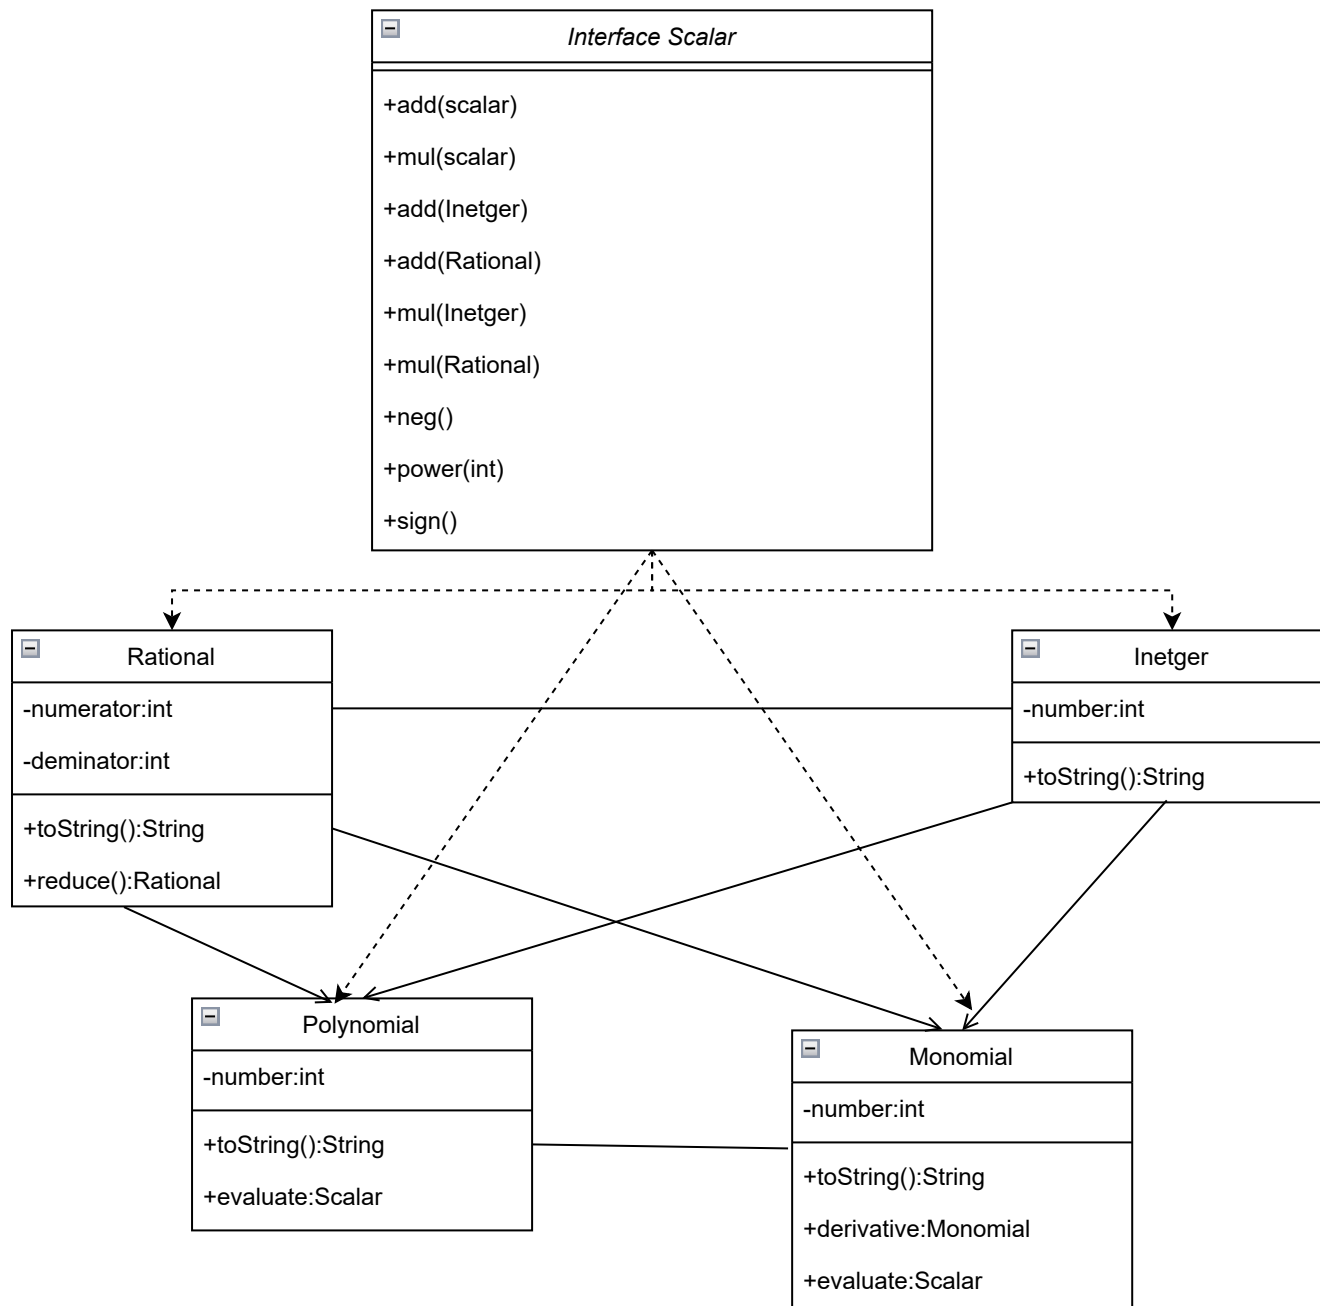 Interface Scalar
+add(scalar)
+mul(scalar)
+add(Inetger)
+add(Rational)
+mul(Inetger)
+mul(Rational)
+neg()
+power(int)
+sign()
Rational
-numerator:int
-deminator:int
+toString():String
+reduce():Rational
Inetger
-number:int
+toString():String
Polynomial
-number:int
+toString():String
+evaluate:Scalar
Monomial
-number:int
+toString():String
+derivative:Monomial
+evaluate:Scalar